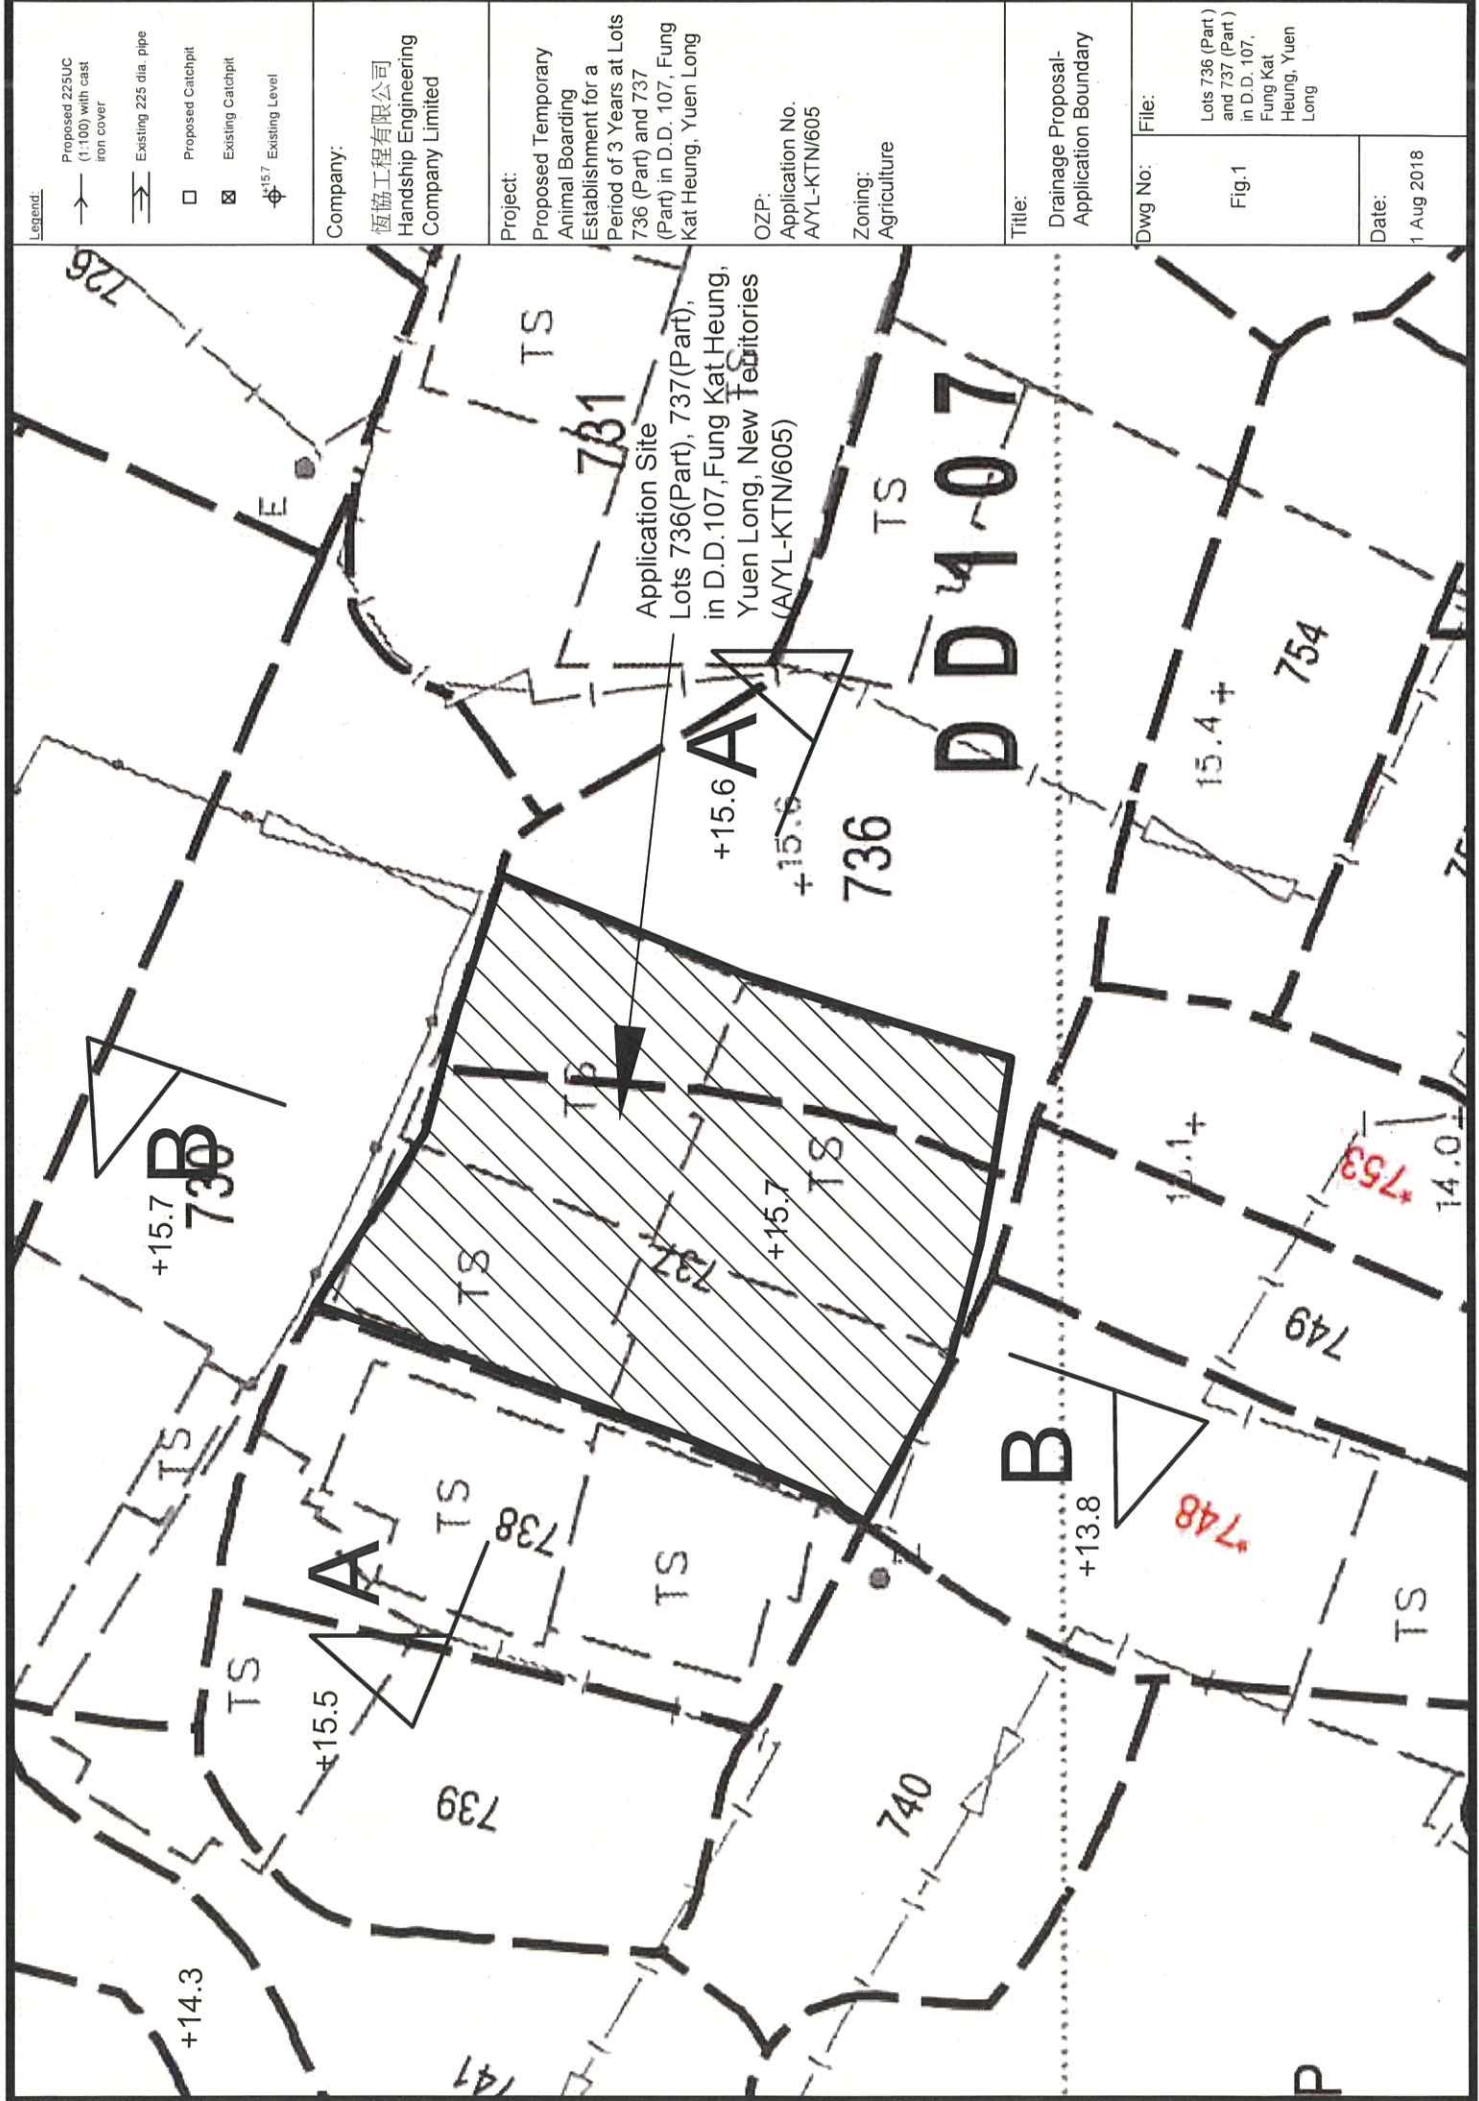 Legend:
Proposed 225UC
(1:100) with cast
iron cover
Existing 225 dia. pipe
Proposed Catchpit
Existing Catchpit
+15.7 Existing Level
Company:
恆協工程有限公司
Handship Engineering
Company Limited
Project:
Proposed Temporary
Animal Boarding
Establishment for a
Period of 3 Years at Lots
736 (Part) and 737
(Part) in D.D. 107, Fung
Kat Heung, Yuen Long
OZP:
Application No.
A/YL-KTN/605
Zoning:
Agriculture
Title:
Drainage Proposal-
Application Boundary
Dwg No:
Fig.1
File:
Lots 736 (Part)
and 737 (Part)
in D.D. 107,
Fung Kat
Heung, Yuen
Long
Date:
1 Aug 2018
Application Site
Lots 736(Part), 737(Part),
in D.D.107,Fung Kat Heung,
Yuen Long, New Territories
(A/YL-KTN/605)
726
E
TS
731
TS
TS
DD107
754
15.4+
A
+15.6
+15.6
736
B
+15.7
730
TB
TS
TS
+15.7
737
*753
14.0
749
B
+13.8
*748
TS
TS
TS
738
TS
A
+15.5
TS
739
740
+14.3
741
P